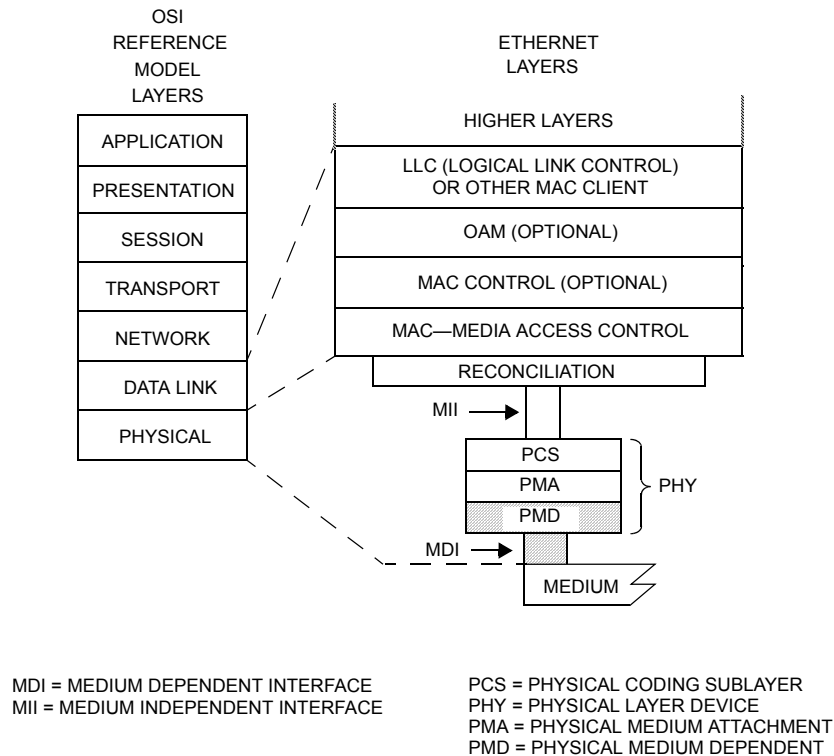 OSI
REFERENCE
MODEL
LAYERS
APPLICATION
PRESENTATION
SESSION
TRANSPORT
NETWORK
DATA LINK
PHYSICAL
ETHERNET
LAYERS
HIGHER LAYERS
LLC (LOGICAL LINK CONTROL)
OR OTHER MAC CLIENT
OAM (OPTIONAL)
MAC CONTROL (OPTIONAL)
MAC—MEDIA ACCESS CONTROL
RECONCILIATION
MII
PCS
PMA
PMD
PHY
MDI
MEDIUM
MDI = MEDIUM DEPENDENT INTERFACE
MII = MEDIUM INDEPENDENT INTERFACE
PCS = PHYSICAL CODING SUBLAYER
PHY = PHYSICAL LAYER DEVICE
PMA = PHYSICAL MEDIUM ATTACHMENT
PMD = PHYSICAL MEDIUM DEPENDENT